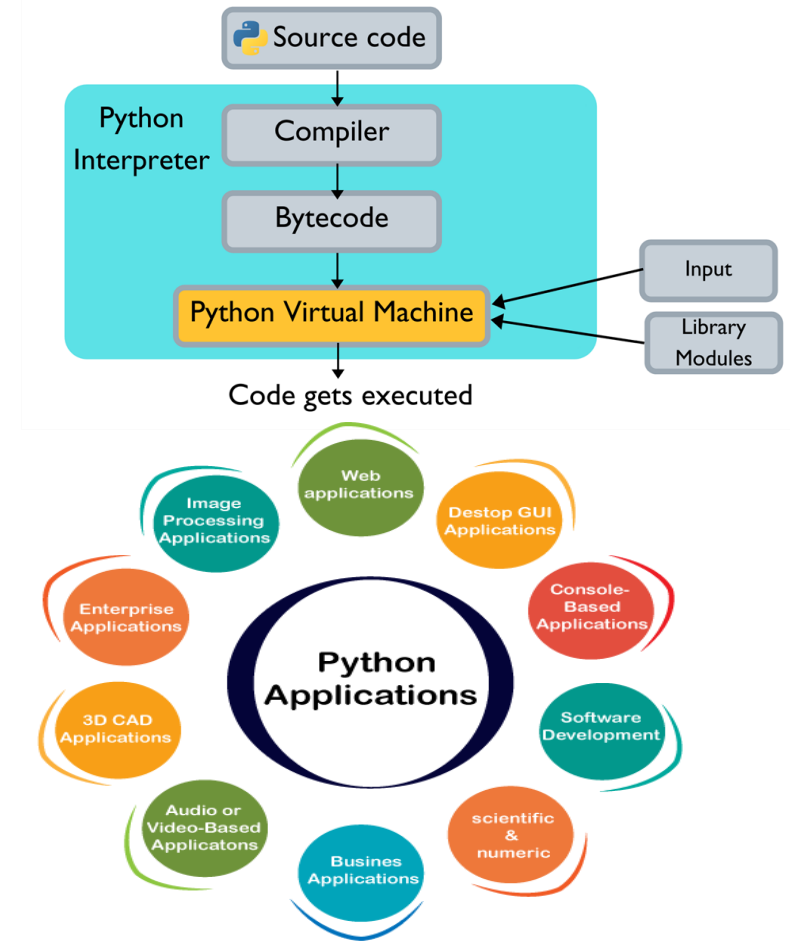 Source code
Python
Interpreter
Compiler
Bytecode
Python Virtual Machine
Input
Library
Modules
Code gets executed
Web
applications
Destop GUI
Applications
Console-
Based
Applications
Software
Development
scientific
&
numeric
Busines
Applications
Audio or
Video-Based
Applicatons
3D CAD
Applications
Enterprise
Applications
Image
Processing
Applications
Python
Applications